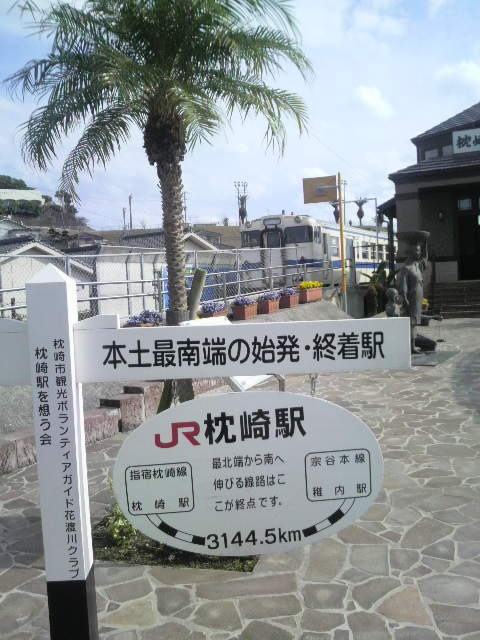 枕崎
本土最南端の始発・終着駅
枕崎市観光ボランティアガイド花渡川クラブ
枕崎駅を想う会
JR枕崎駅
指宿枕崎線
枕崎駅
最北端から南へ
伸びる線路はこ
こが終点です。
宗谷本線
稚内駅
3144.5km